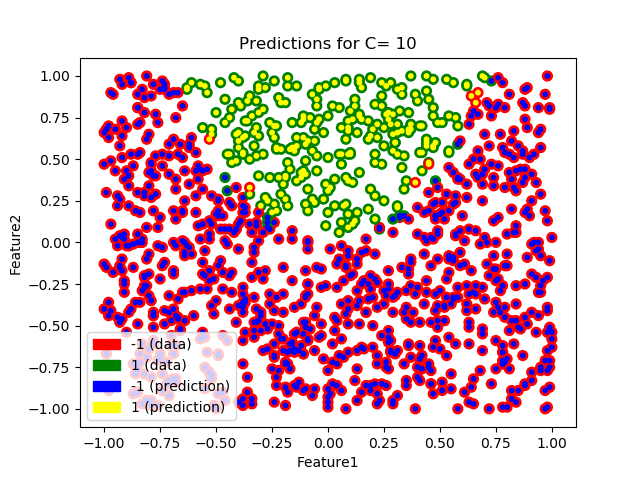 Predictions for C= 10
1.00
0.75
0.50
0.25
0.00
−0.25
−0.50
−0.75
−1.00
Feature2
-1 (data)
1 (data)
-1 (prediction)
1 (prediction)
−1.00 −0.75 −0.50 −0.25 0.00 0.25 0.50 0.75 1.00
Feature1